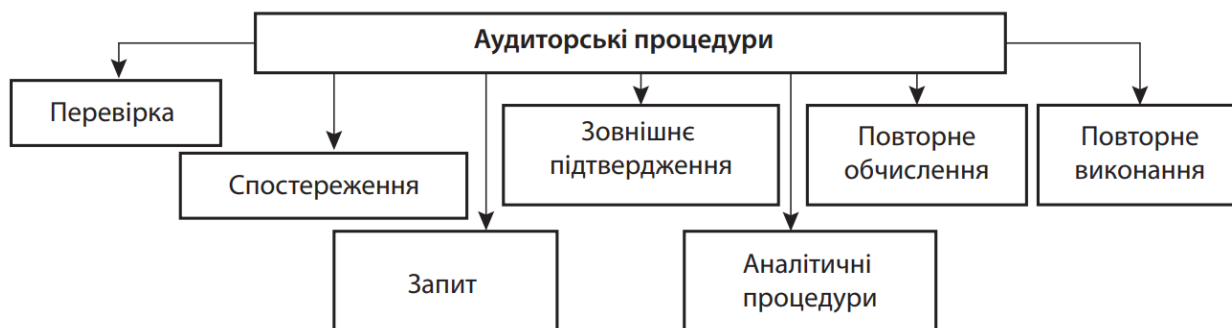 Аудиторські процедури
Перевірка
Спостереження
Запит
Зовнішнє
підтвердження
Аналітичні
процедури
Повторне
обчислення
Повторне
виконання